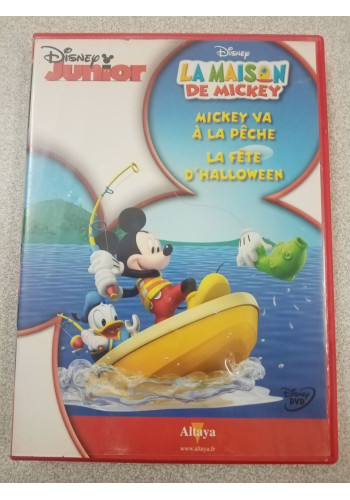 Disney
Junior
Disney
LA MAISON
DE MICKEY
MICKEY VA
À LA PÊCHE
LA FÊTE
D'HALLOWEEN
Disney
DVD
Altaya
www.altaya.fr